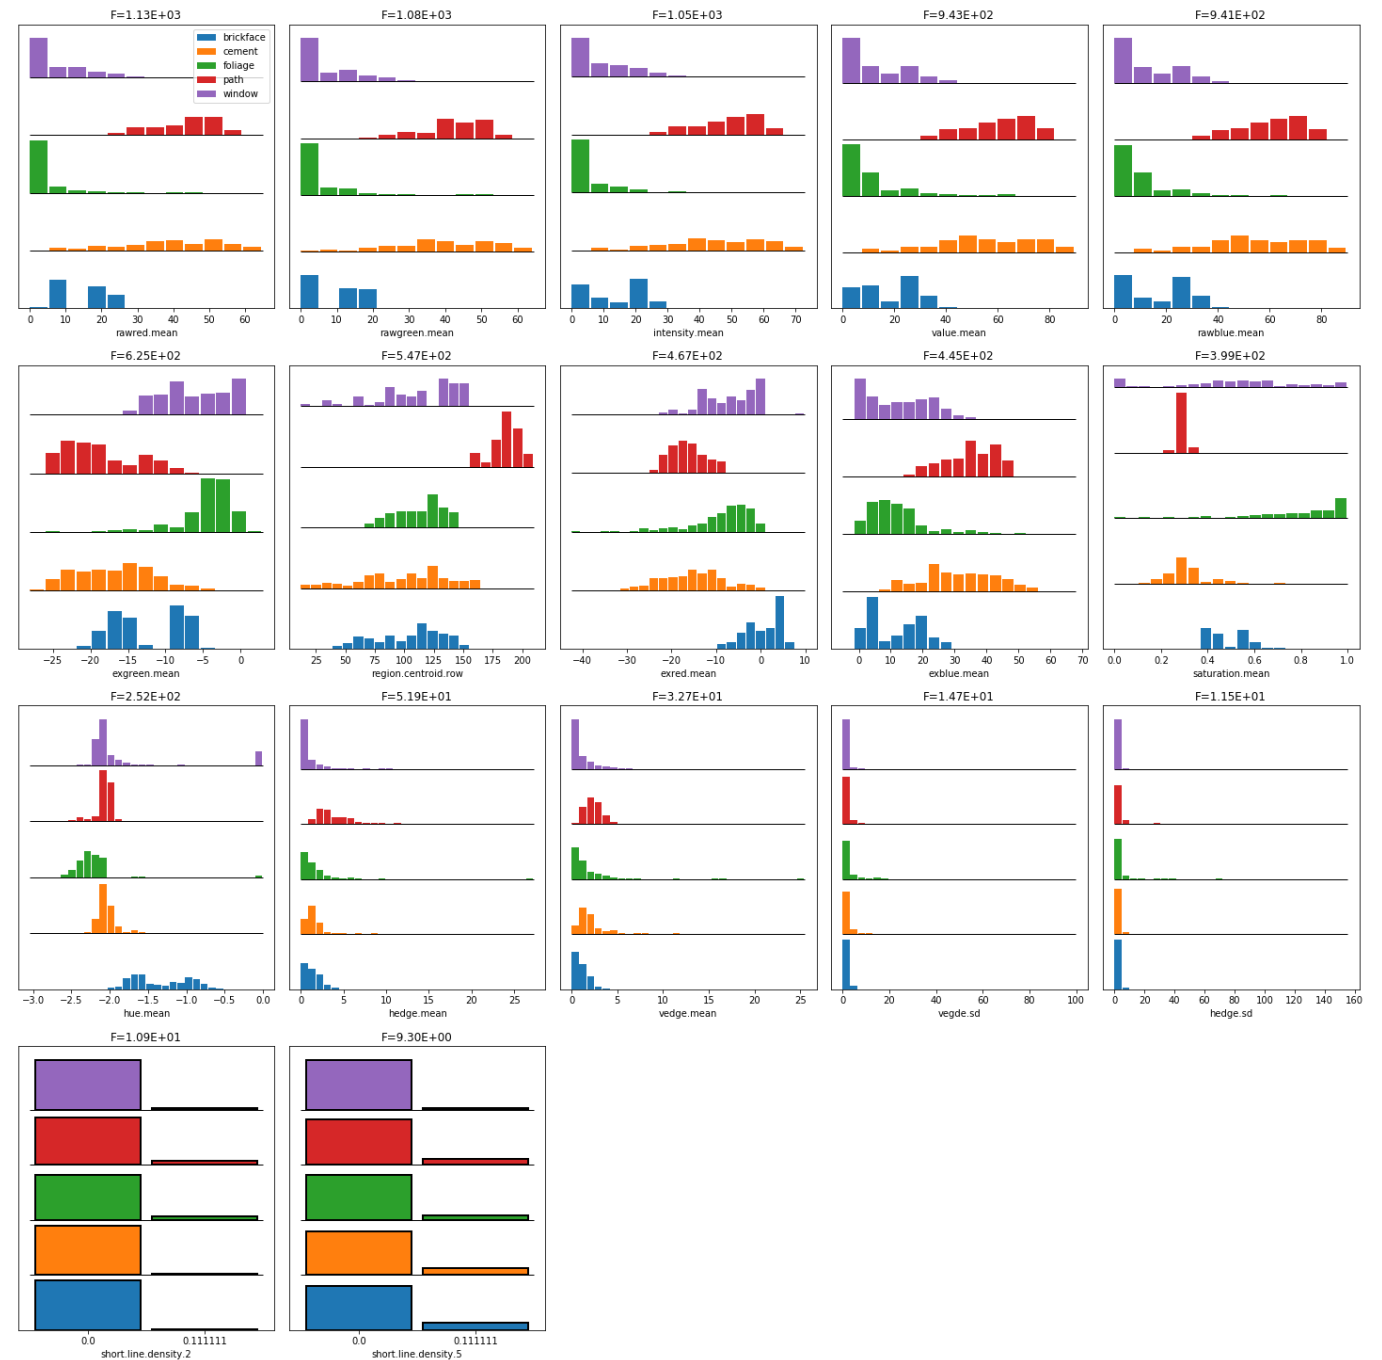 F=1.13E+03
brickface
cement
foliage
path
window
0 10 20 30 40 50 60
rawred.mean
F=1.08E+03
0 10 20 30 40 50 60
rawgreen.mean
F=1.05E+03
0 10 20 30 40 50 60 70
intensity.mean
F=9.43E+02
0 20 40 60 80
value.mean
F=9.41E+02
0 20 40 60 80
rawblue.mean
F=6.25E+02
−25 −20 −15 −10 −5 0
exgreen.mean
F=5.47E+02
25 50 75 100 125 150 175 200
region.centroid.row
F=4.67E+02
−40 −30 −20 −10 0 10
exred.mean
F=4.45E+02
0 10 20 30 40 50 60 70
exblue.mean
F=3.99E+02
0.0 0.2 0.4 0.6 0.8 1.0
saturation.mean
F=2.52E+02
−3.0 −2.5 −2.0 −1.5 −1.0 −0.5 0.0
hue.mean
F=5.19E+01
0 5 10 15 20 25
hedge.mean
F=3.27E+01
0 5 10 15 20 25
vedge.mean
F=1.47E+01
0 20 40 60 80 100
vegde.sd
F=1.15E+01
0 20 40 60 80 100 120 140 160
hedge.sd
F=1.09E+01
0.0 0.111111
short.line.density.2
F=9.30E+00
0.0 0.111111
short.line.density.5